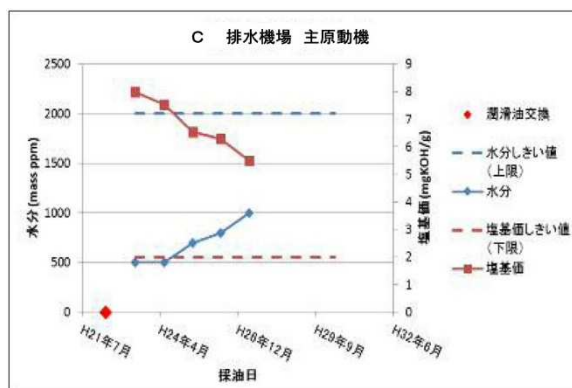 C 排水機場 主原動機
水分 (mass ppm)
2500
2000
1500
1000
500
0
塩基価 (mgKOH/g)
9
8
7
6
5
4
3
2
1
0
H21年7月
H24年4月
H26年12月
H29年9月
H32年6月
採油日
潤滑油交換
水分しきい値
(上限)
水分
塩基価しきい値
(下限)
塩基価